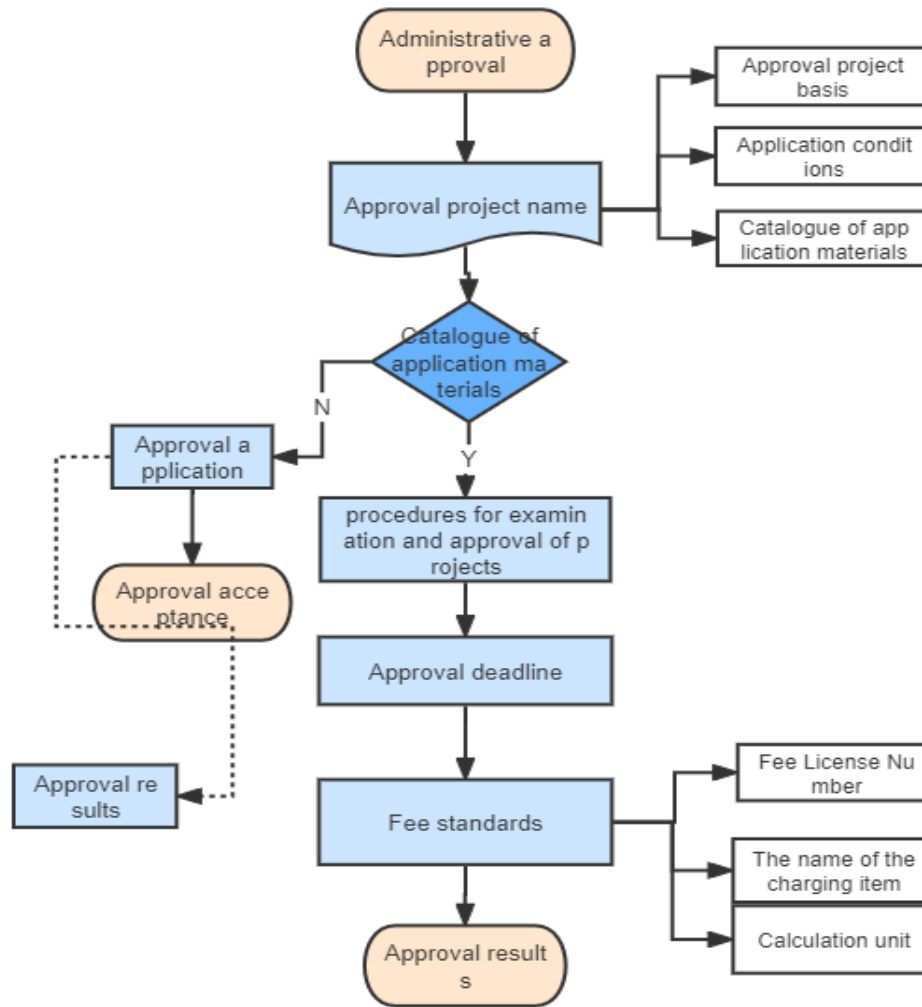 Administrative a
pproval
Approval project
basis
Application condit
ions
Approval project name
Catalogue of app
lication materials
Catalogue of
application ma
terials
N
Approval a
pplication
Y
procedures for examin
ation and approval of p
rojects
Approval acce
ptance
Approval deadline
Fee License Nu
mber
Approval re
sults
Fee standards
The name of the
charging item
Calculation unit
Approval result
s